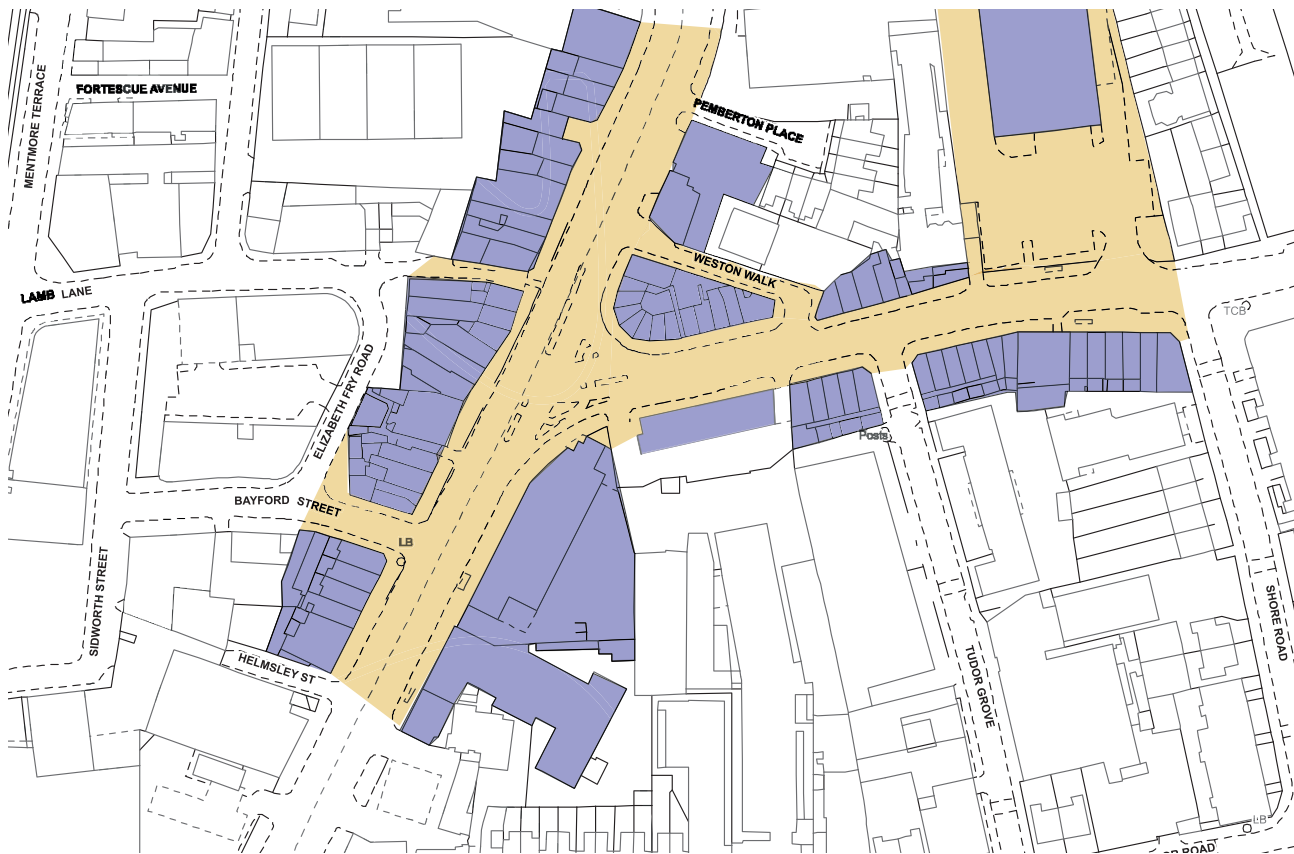 MENTMORE TERRACE
FORTESCUE AVENUE
PEMBERTON PLACE
WESTON WALK
LAMB LANE
TCB
ELIZABETH FRY ROAD
Posts
BAYFORD STREET
LB
SIDWORTH STREET
HELMSLEY ST
TUDOR GROVE
SHORE ROAD
LB
ROAD